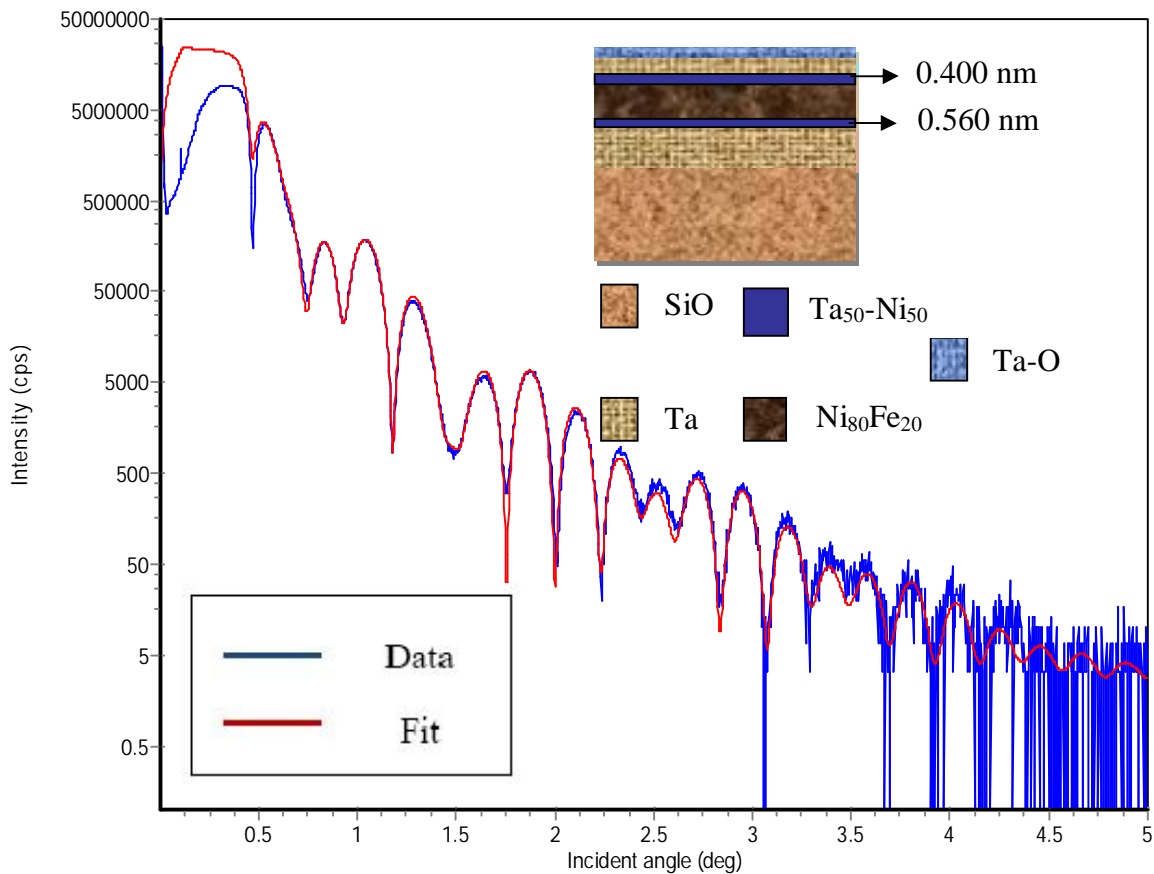 50000000
5000000
500000
50000
5000
500
50
5
0.5
Intensity (cps)
0.5 1 1.5 2 2.5 3 3.5 4 4.5 5
Incident angle (deg)
0.400 nm
0.560 nm
SiO
Ta₅₀-Ni₅₀
Ta-O
Ta
Ni₈₀Fe₂₀
Data
Fit